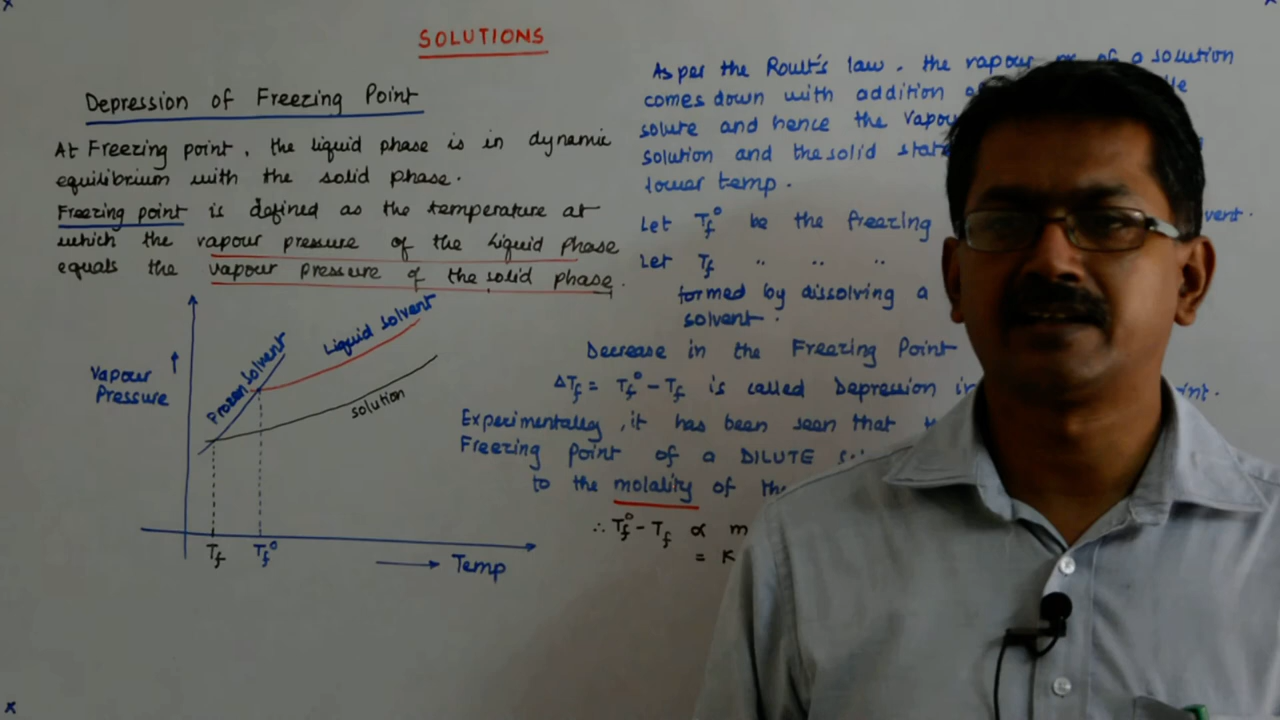 SOLUTIONS
Depression of Freezing Point
At Freezing point, the liquid phase is in dynamic
equilibrium with the solid phase.
Freezing point is defined as the temperature at
which the vapour pressure of the liquid phase
equals the vapour pressure of the solid phase.
Vapour
Pressure
Frozen solvent
Liquid solvent
solution
Tf
Tf°
Temp
As per the Roult's law, the vapour of a solution
comes down with addition
solute and hence the
solution and the solid
lower temp.
Let Tf° be the freezing
Let Tf " " "
formed by dissolving a
solvent.
Decrease in the Freezing Point
ΔTf = Tf° - Tf is called Depression
Experimentally, it has been seen that
Freezing point of a DILUTE
to the molality of
∴ Tf° - Tf ∝ m
= K